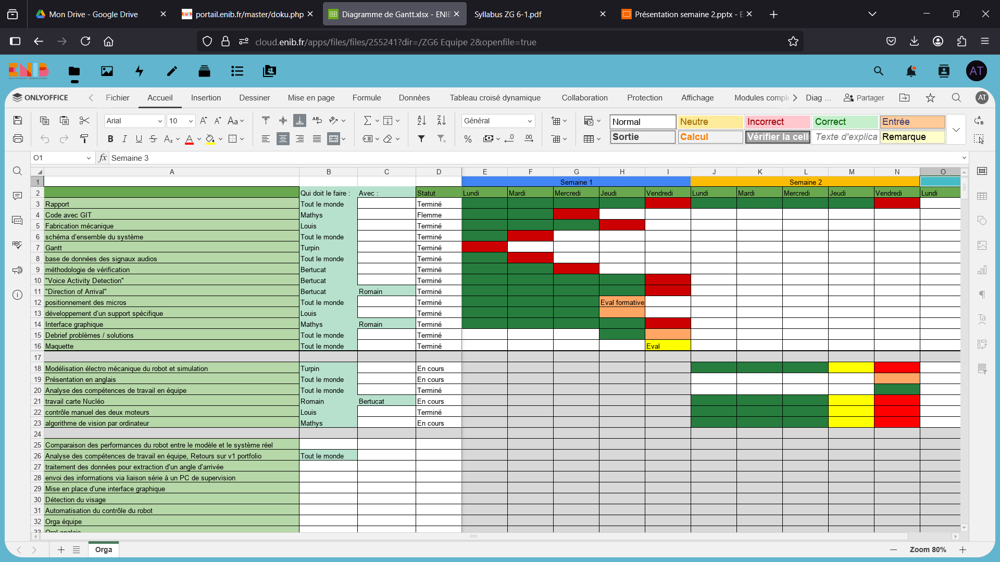 Mon Drive - Google Drive
portail.enib.fr/master/doku.php
Diagramme de Gantt.xlsx - ENIB
Syllabus ZG 6-1.pdf
Présentation semaine 2.pptx - E
cloud.enib.fr/apps/files/files/255241?dir=/ZG6 Equipe 2&openfile=true
ENIB
AT
ONLYOFFICE
Fichier Accueil Insertion Dessiner Mise en page Formule Données Tableau croisé dynamique Collaboration Protection Affichage Modules complé Diag ... Partager AT
Arial 10 Aa Général Normal Neutre Incorrect Correct Entrée
Sortie Calcul Vérifier la cell Texte d'explica Remarque
O1 fx Semaine 3
A B C D E F G H I J K L M N O
1 Semaine 1 Semaine 2
2 Qui doit le faire : Avec : Statut Lundi Mardi Mercredi Jeudi Vendredi Lundi Mardi Mercredi Jeudi Vendredi Lundi
3 Rapport Tout le monde Terminé
4 Code avec GIT Mathys Flemme
5 Fabrication mécanique Louis Terminé
6 schéma d'ensemble du système Tout le monde Terminé
7 Gantt Turpin Terminé
8 base de données des signaux audios Tout le monde Terminé
9 méthodologie de vérification Bertucat Terminé
10 "Voice Activity Detection" Bertucat Terminé
11 "Direction of Arrival" Bertucat Romain Terminé
12 positionnement des micros Tout le monde Terminé Eval formative
13 développement d'un support spécifique Louis Terminé
14 Interface graphique Mathys Romain Terminé
15 Debrief problèmes / solutions Tout le monde Terminé
16 Maquette Tout le monde Terminé Eval
17
18 Modélisation électro mécanique du robot et simulation Turpin En cours
19 Présentation en anglais Tout le monde En cours
20 Analyse des compétences de travail en équipe Tout le monde Terminé
21 travail carte Nucléo Romain Bertucat En cours
22 contrôle manuel des deux moteurs Louis Terminé
23 algorithme de vision par ordinateur Mathys En cours
24
25 Comparaison des performances du robot entre le modèle et le système réel
26 Analyse des compétences de travail en équipe, Retours sur v1 portfolio Tout le monde
27 traitement des données pour extraction d'un angle d'arrivée
28 envoi des informations via liaison série à un PC de supervision
29 Mise en place d'une interface graphique
30 Détection du visage
31 Automatisation du contrôle du robot
32 Orga équipe
33 Oral anglais
Orga
Zoom 80%